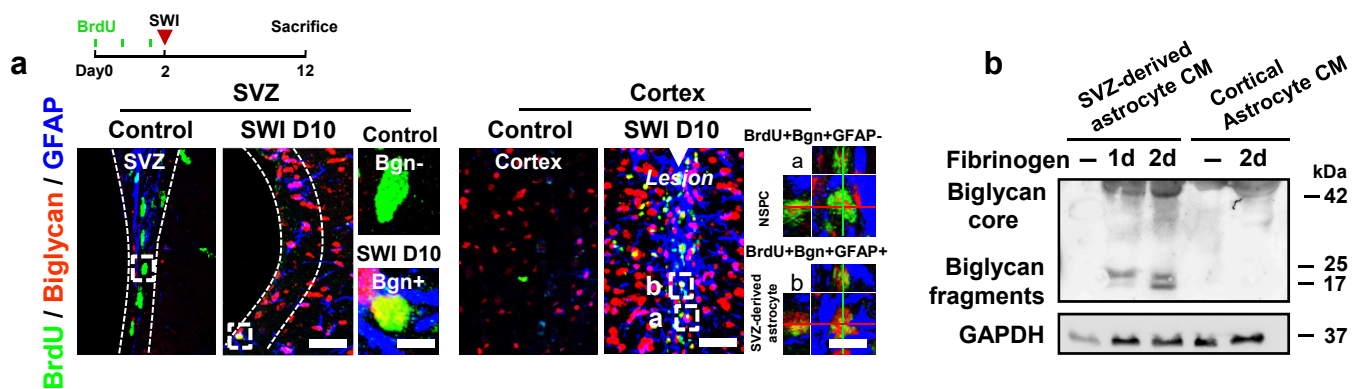 BrdU
SWI
Sacrifice
Day0
2
12
a
BrdU / Biglycan / GFAP
SVZ
Control
SWI D10
SVZ
Control
Bgn-
SWI D10
Bgn+
Cortex
Control
SWI D10
Cortex
Lesion
b
a
BrdU+Bgn+GFAP-
a
NSPC
BrdU+Bgn+GFAP+
b
SVZ-derived
astrocyte
b
SVZ-derived
astrocyte CM
Cortical
Astrocyte CM
Fibrinogen – 1d 2d – 2d
kDa
Biglycan
core
42
Biglycan
fragments
25
17
GAPDH
37